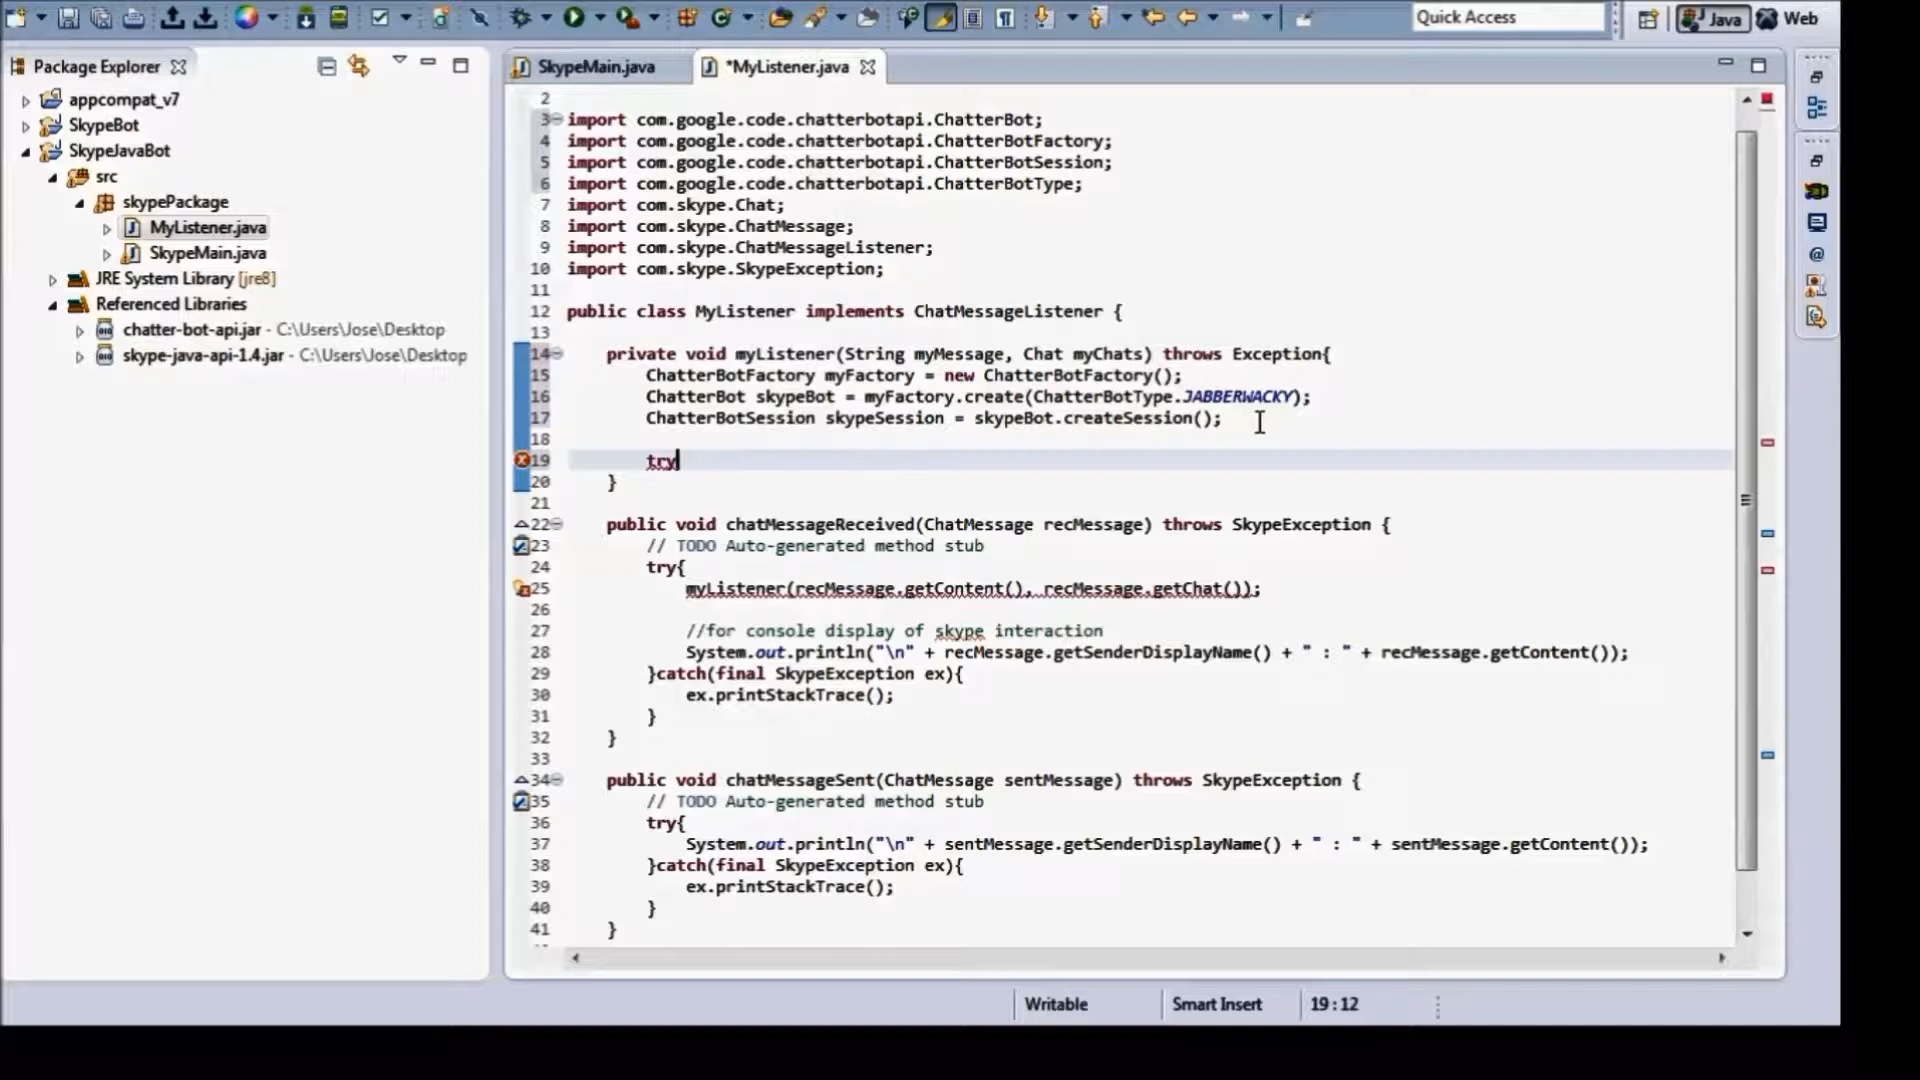 Quick Access
Java
Web
Package Explorer
SkypeMain.java
*MyListener.java
appcompat_v7
SkypeBot
SkypeJavaBot
src
skypePackage
MyListener.java
SkypeMain.java
JRE System Library [jre8]
Referenced Libraries
chatter-bot-api.jar - C:\Users\Jose\Desktop
skype-java-api-1.4.jar - C:\Users\Jose\Desktop
2
3 import com.google.code.chatterbotapi.ChatterBot;
4 import com.google.code.chatterbotapi.ChatterBotFactory;
5 import com.google.code.chatterbotapi.ChatterBotSession;
6 import com.google.code.chatterbotapi.ChatterBotType;
7 import com.skype.Chat;
8 import com.skype.ChatMessage;
9 import com.skype.ChatMessageListener;
10 import com.skype.SkypeException;
11
12 public class MyListener implements ChatMessageListener {
13
14 private void myListener(String myMessage, Chat myChats) throws Exception{
15 ChatterBotFactory myFactory = new ChatterBotFactory();
16 ChatterBot skypeBot = myFactory.create(ChatterBotType.JABBERWACKY);
17 ChatterBotSession skypeSession = skypeBot.createSession();
18
19 try
20 }
21
22 public void chatMessageReceived(ChatMessage recMessage) throws SkypeException {
23 // TODO Auto-generated method stub
24 try{
25 myListener(recMessage.getContent(), recMessage.getChat());
26
27 //for console display of skype interaction
28 System.out.println("\n" + recMessage.getSenderDisplayName() + " : " + recMessage.getContent());
29 }catch(final SkypeException ex){
30 ex.printStackTrace();
31 }
32 }
33
34 public void chatMessageSent(ChatMessage sentMessage) throws SkypeException {
35 // TODO Auto-generated method stub
36 try{
37 System.out.println("\n" + sentMessage.getSenderDisplayName() + " : " + sentMessage.getContent());
38 }catch(final SkypeException ex){
39 ex.printStackTrace();
40 }
41 }
Writable
Smart Insert
19 : 12